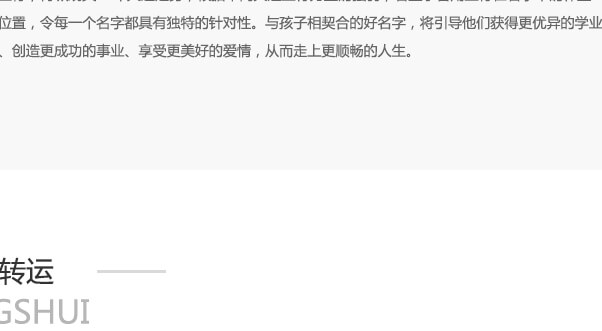 位置，令每一个名字都具有独特的针对性。与孩子相契合的好名字，将引导他们获得更优异的学业
、创造更成功的事业、享受更美好的爱情，从而走上更顺畅的人生。
转运
GSHUI